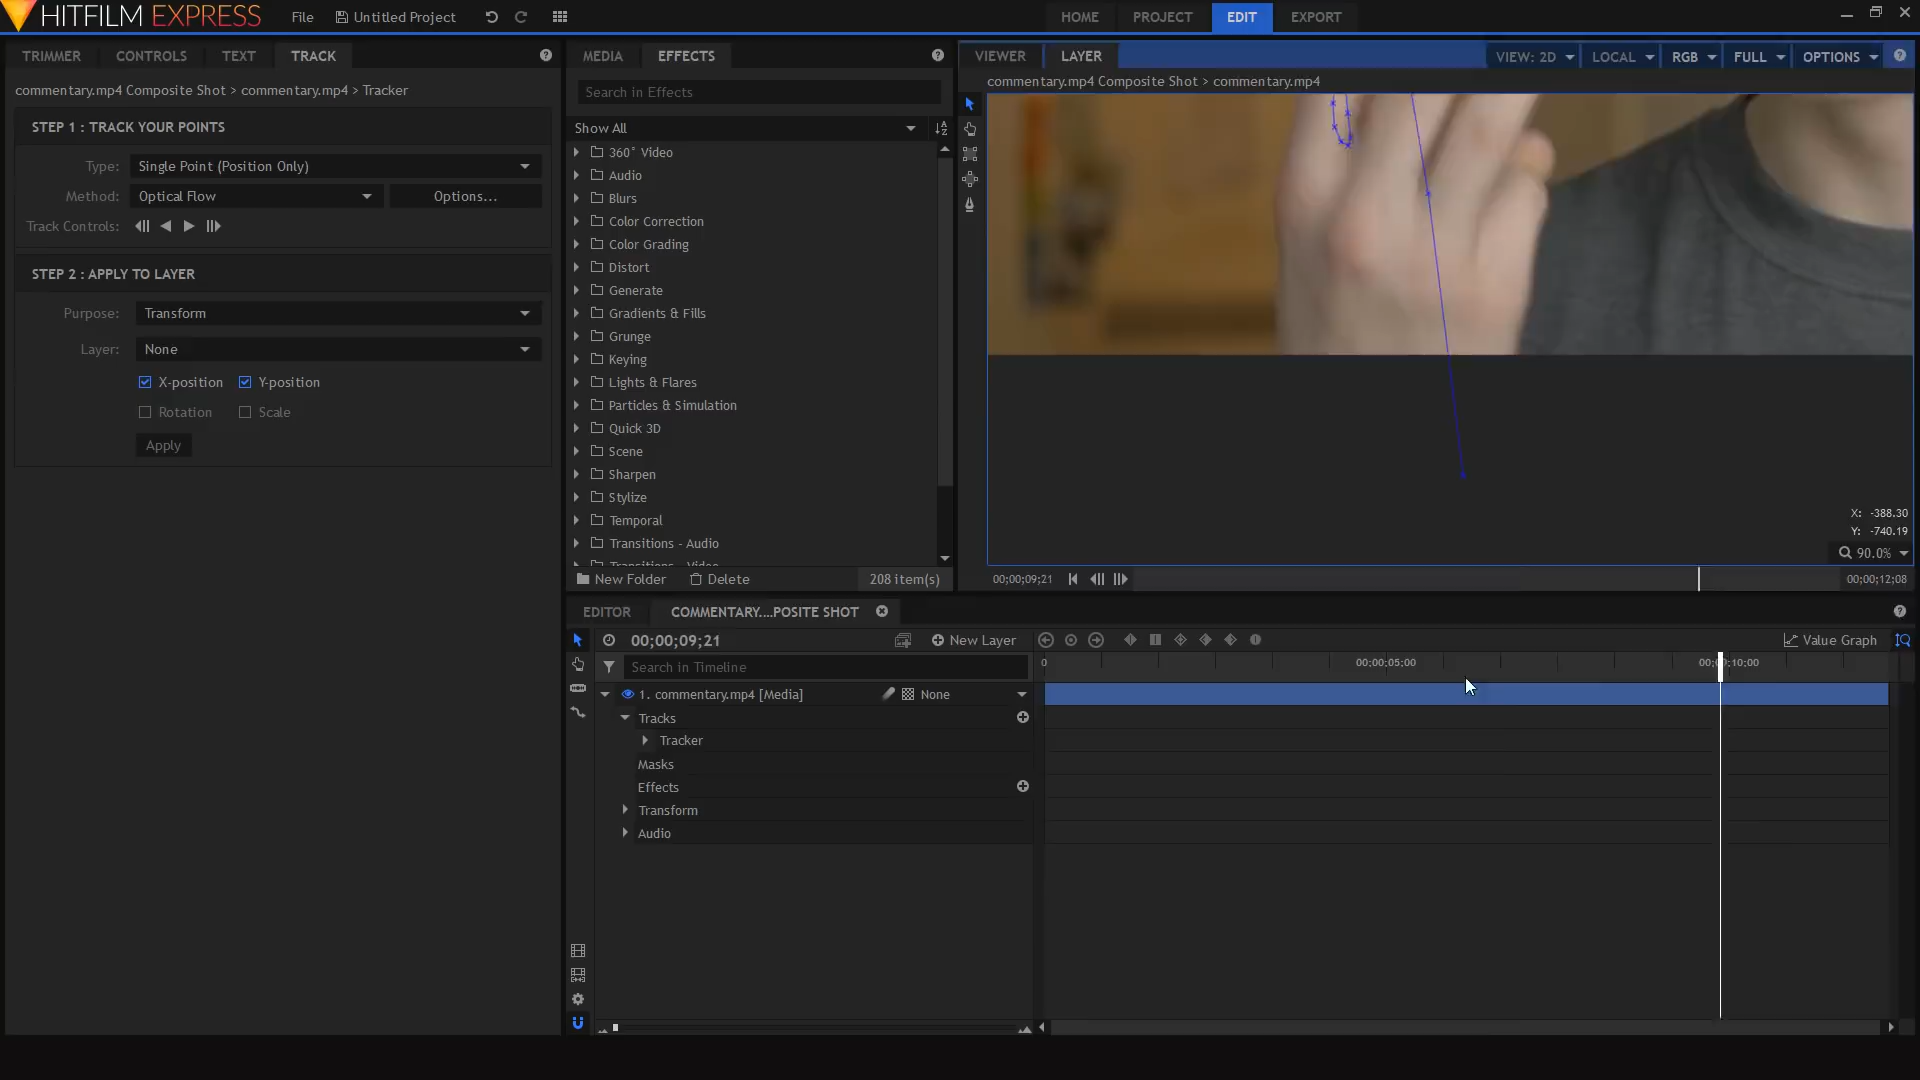 HITFILM EXPRESS
File
Untitled Project
HOME
PROJECT
EDIT
EXPORT
TRIMMER
CONTROLS
TEXT
TRACK
commentary.mp4 Composite Shot > commentary.mp4 > Tracker
STEP 1 : TRACK YOUR POINTS
Type: Single Point (Position Only)
Method: Optical Flow
Options...
Track Controls:
STEP 2 : APPLY TO LAYER
Purpose: Transform
Layer: None
X-position
Y-position
Rotation
Scale
Apply
MEDIA
EFFECTS
Search in Effects
Show All
360° Video
Audio
Blurs
Color Correction
Color Grading
Distort
Generate
Gradients & Fills
Grunge
Keying
Lights & Flares
Particles & Simulation
Quick 3D
Scene
Sharpen
Stylize
Temporal
Transitions - Audio
Transitions - Video
New Folder
Delete
208 item(s)
VIEWER
LAYER
VIEW: 2D
LOCAL
RGB
FULL
OPTIONS
commentary.mp4 Composite Shot > commentary.mp4
X: -388.30
Y: -740.19
90.0%
00;00;09;21
00;00;12;08
EDITOR
COMMENTARY....POSITE SHOT
00;00;09;21
New Layer
Value Graph
Search in Timeline
0
00;00;05;00
1. commentary.mp4 [Media]
None
Tracks
Tracker
Masks
Effects
Transform
Audio